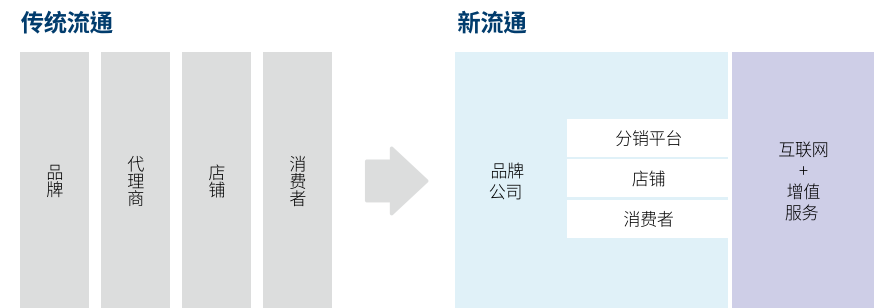 传统流通
新流通
品牌
代理商
店铺
消费者
品牌
公司
分销平台
店铺
消费者
互联网
+
增值
服务